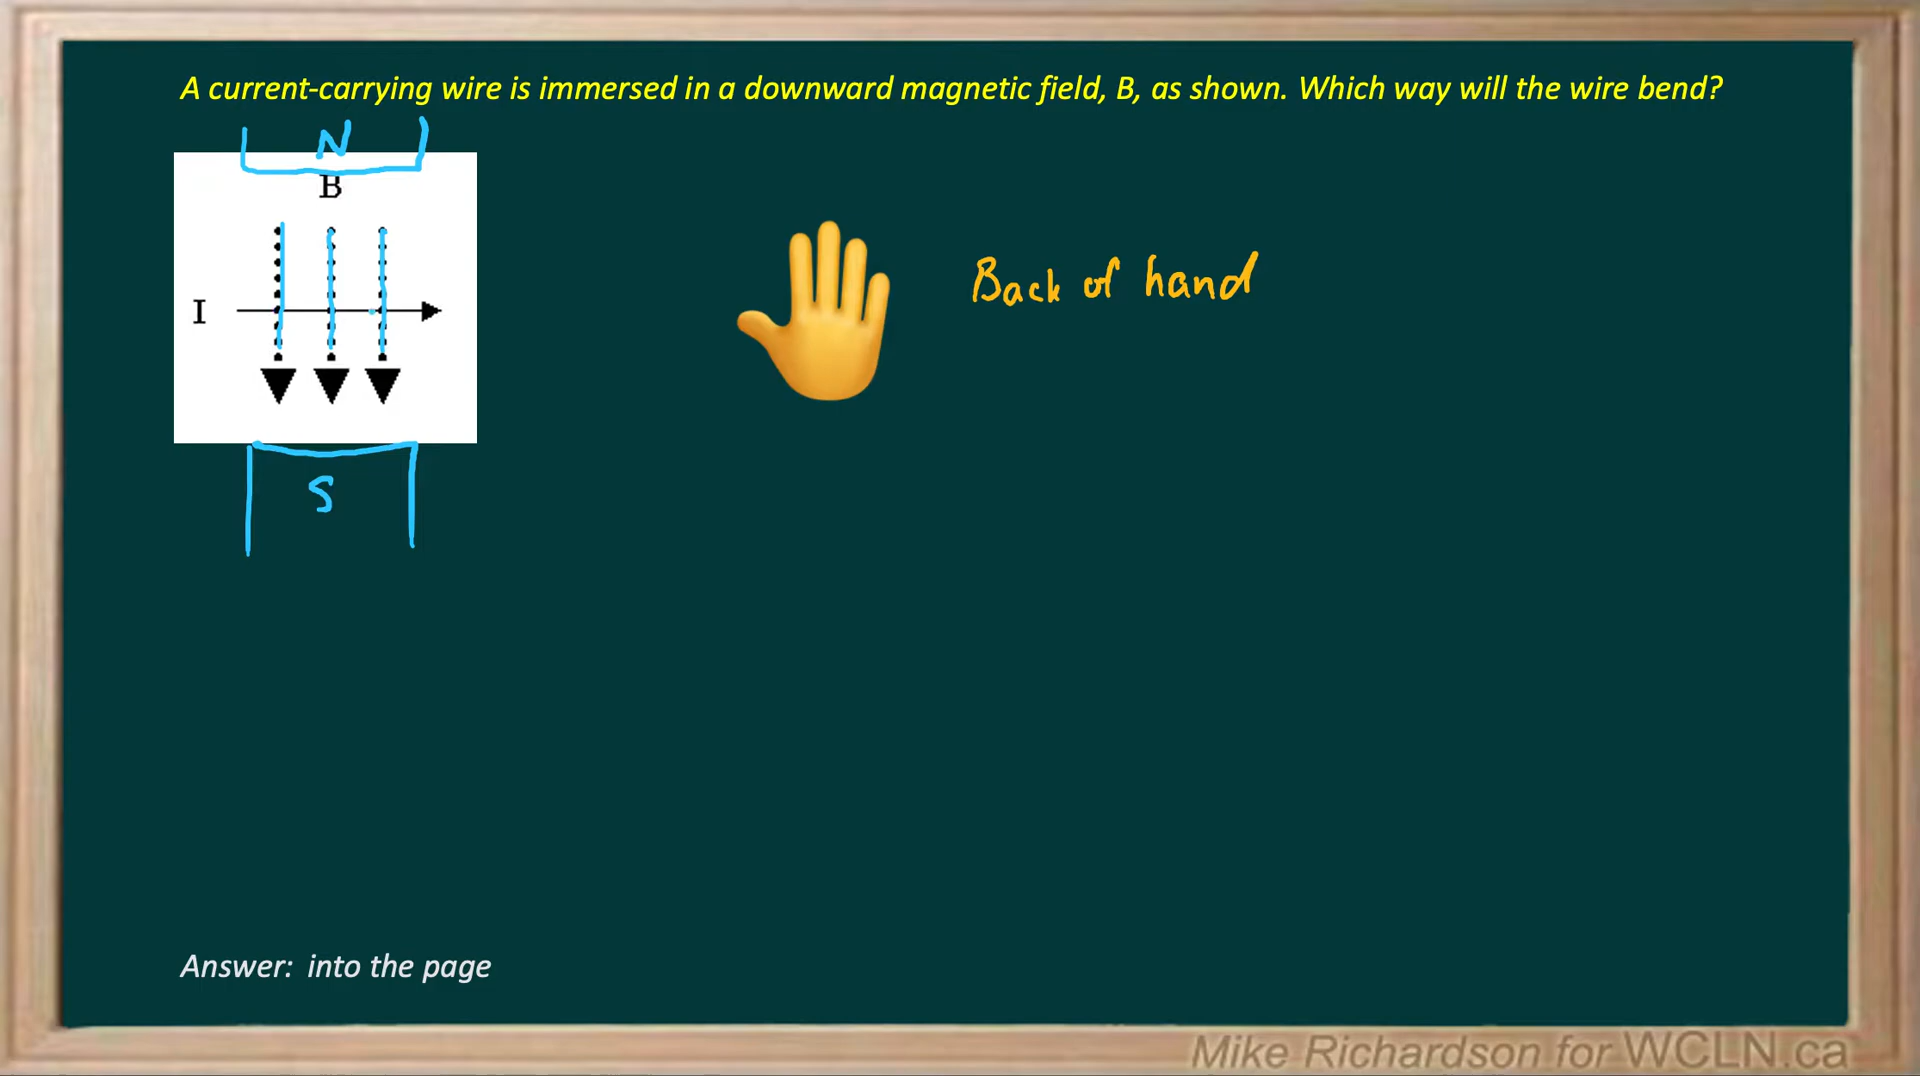 A current-carrying wire is immersed in a downward magnetic field, B, as shown. Which way will the wire bend?
N
B
Back of hand
I
S
Answer: into the page
Mike Richardson for WCLN.ca